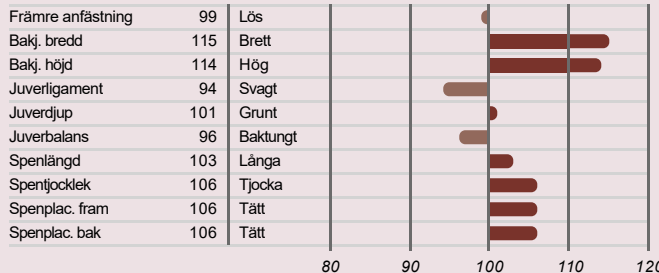 Främre anfästning 99 Lös
Bakj. bredd 115 Brett
Bakj. höjd 114 Hög
Juverligament 94 Svagt
Juverdjup 101 Grunt
Juverbalans 96 Baktungt
Spenlängd 103 Långa
Spentjocklek 106 Tjocka
Spenplac. fram 106 Tätt
Spenplac. bak 106 Tätt
80 90 100 110 120